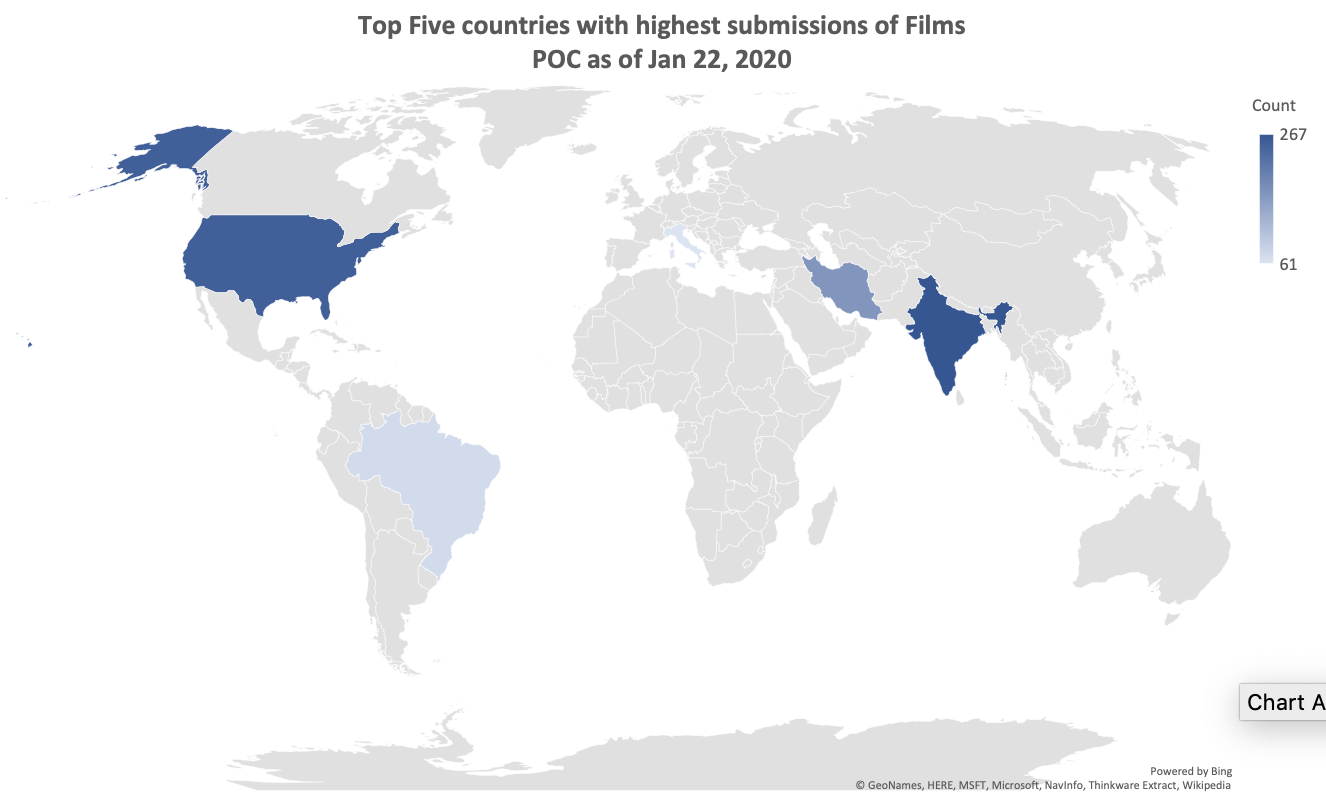 Top Five countries with highest submissions of Films
POC as of Jan 22, 2020
Count
267
61
Chart A
Powered by Bing
© GeoNames, HERE, MSFT, Microsoft, NavInfo, Thinkware Extract, Wikipedia